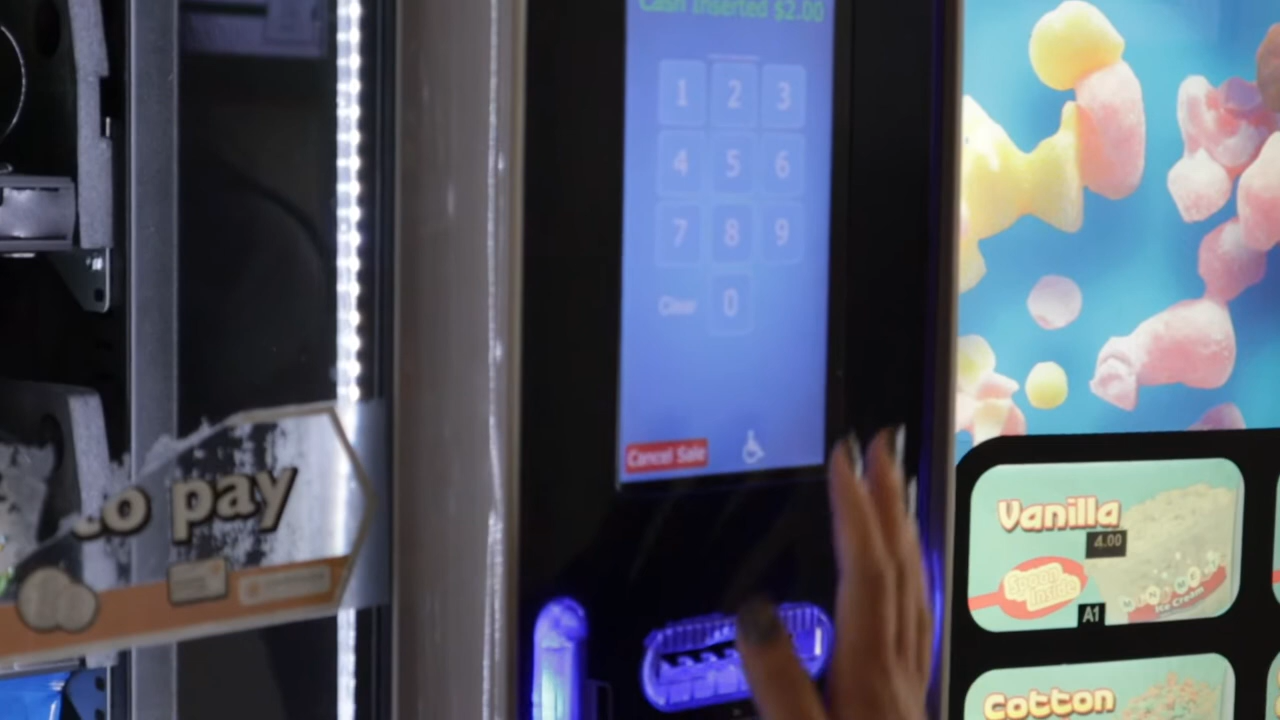 Cash Inserted $2.00
1 2 3
4 5 6
7 8 9
Clear 0
Cancel Sale
to pay
Vanilla
4.00
Spoon
Inside
Ice Cream
A1
Cotton